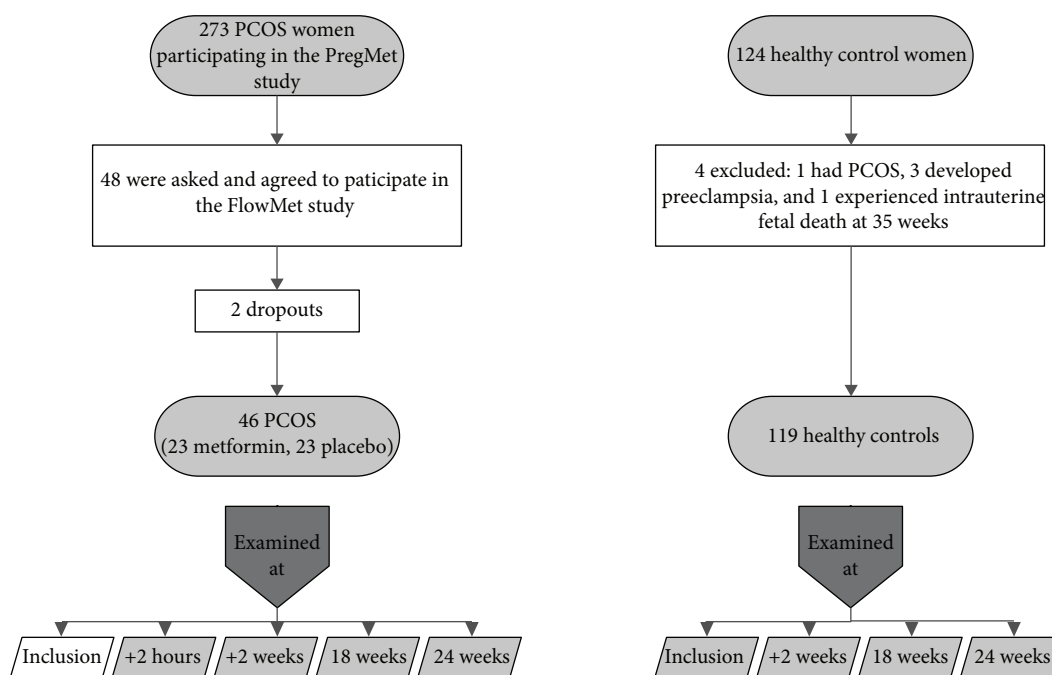 273 PCOS women
participating in the PregMet
study
48 were asked and agreed to paticipate in
the FlowMet study
2 dropouts
46 PCOS
(23 metformin, 23 placebo)
Examined
at
Inclusion
+2 hours
+2 weeks
18 weeks
24 weeks
124 healthy control women
4 excluded: 1 had PCOS, 3 developed
preeclampsia, and 1 experienced intrauterine
fetal death at 35 weeks
119 healthy controls
Examined
at
Inclusion
+2 weeks
18 weeks
24 weeks